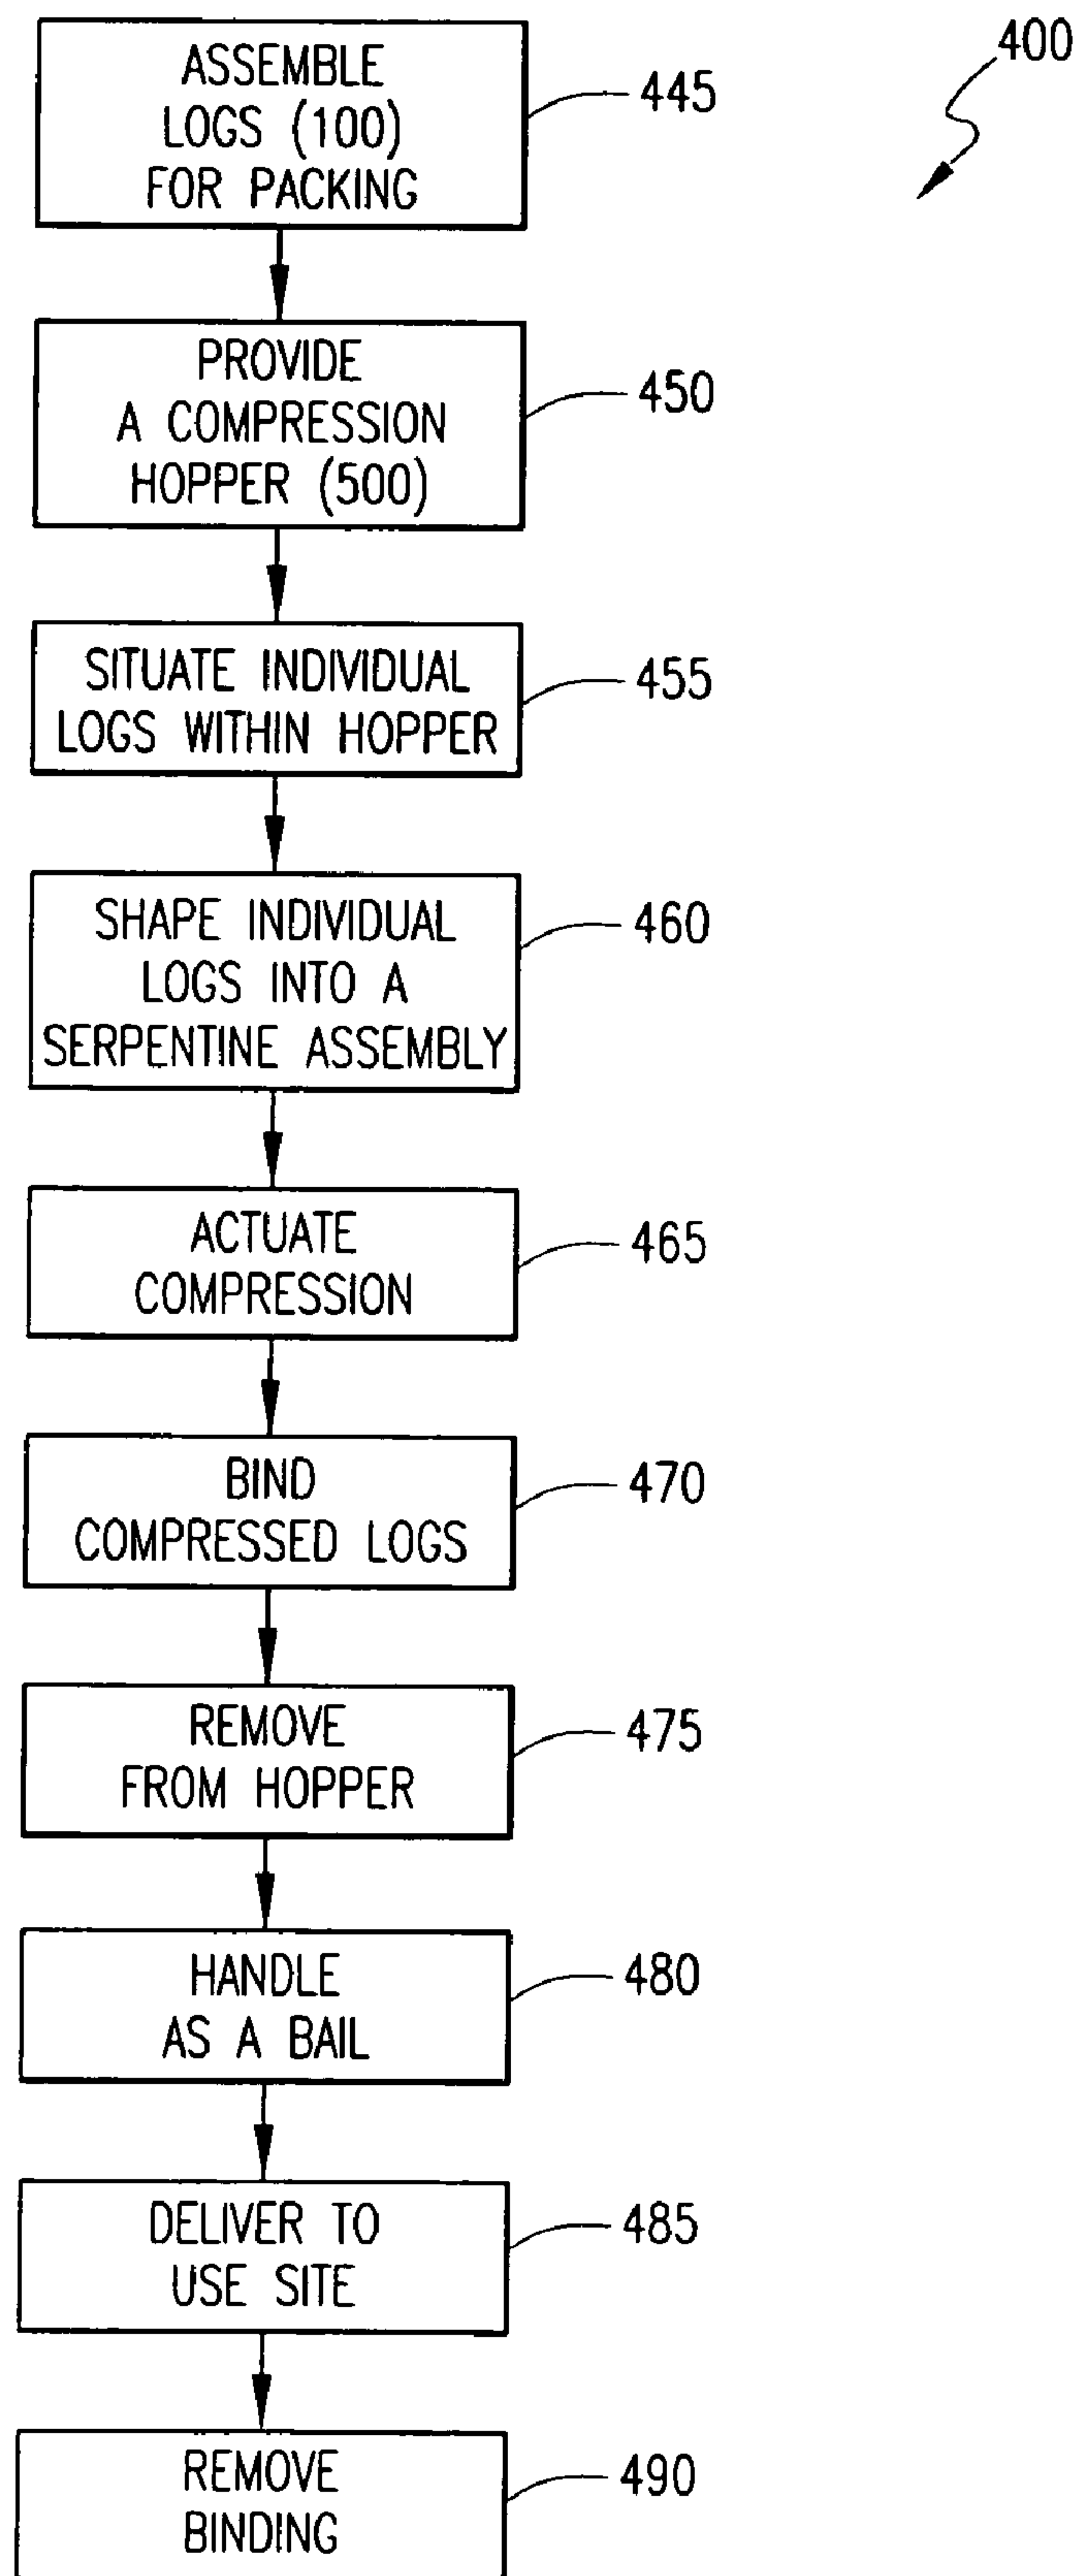 400
ASSEMBLE
LOGS (100)
FOR PACKING
445
PROVIDE
A COMPRESSION
HOPPER (500)
450
SITUATE INDIVIDUAL
LOGS WITHIN HOPPER
455
SHAPE INDIVIDUAL
LOGS INTO A
SERPENTINE ASSEMBLY
460
ACTUATE
COMPRESSION
465
BIND
COMPRESSED LOGS
470
REMOVE
FROM HOPPER
475
HANDLE
AS A BAIL
480
DELIVER TO
USE SITE
485
REMOVE
BINDING
490